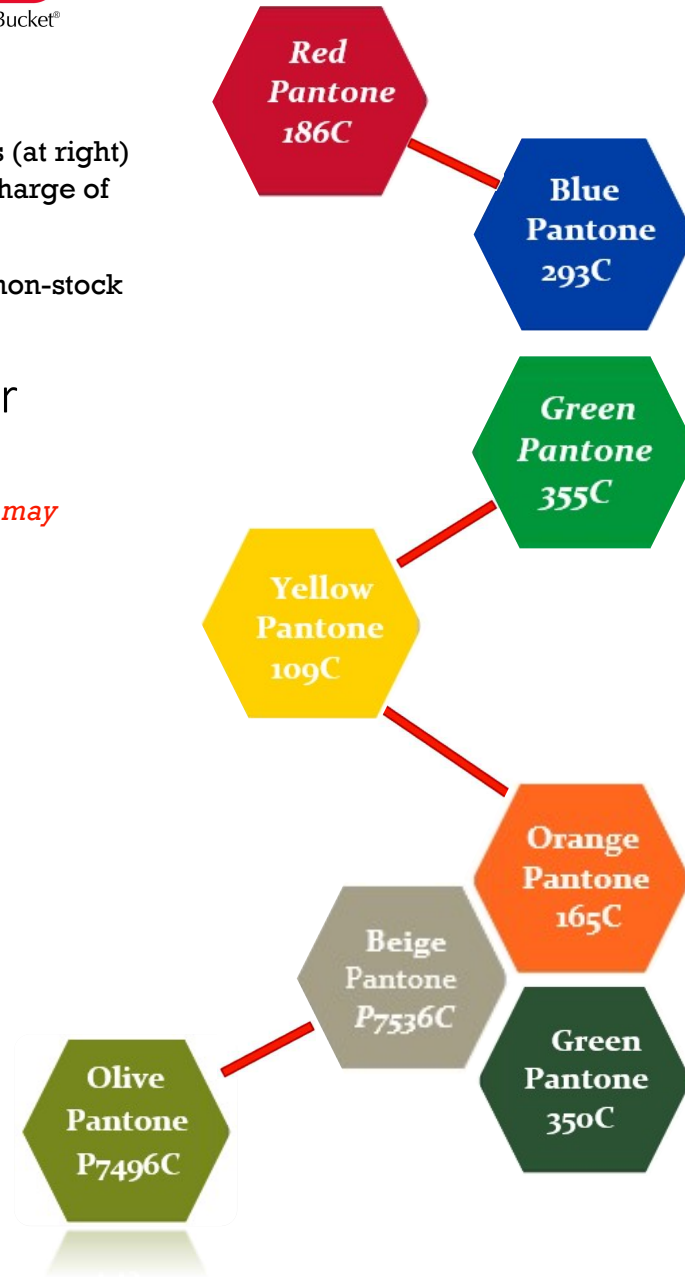 Bucket®
Red
Pantone
186C
s (at right)
harge of
Blue
Pantone
293C
non-stock
r
Green
Pantone
355C
may
Yellow
Pantone
109C
Orange
Pantone
165C
Beige
Pantone
P7536C
Green
Pantone
350C
Olive
Pantone
P7496C